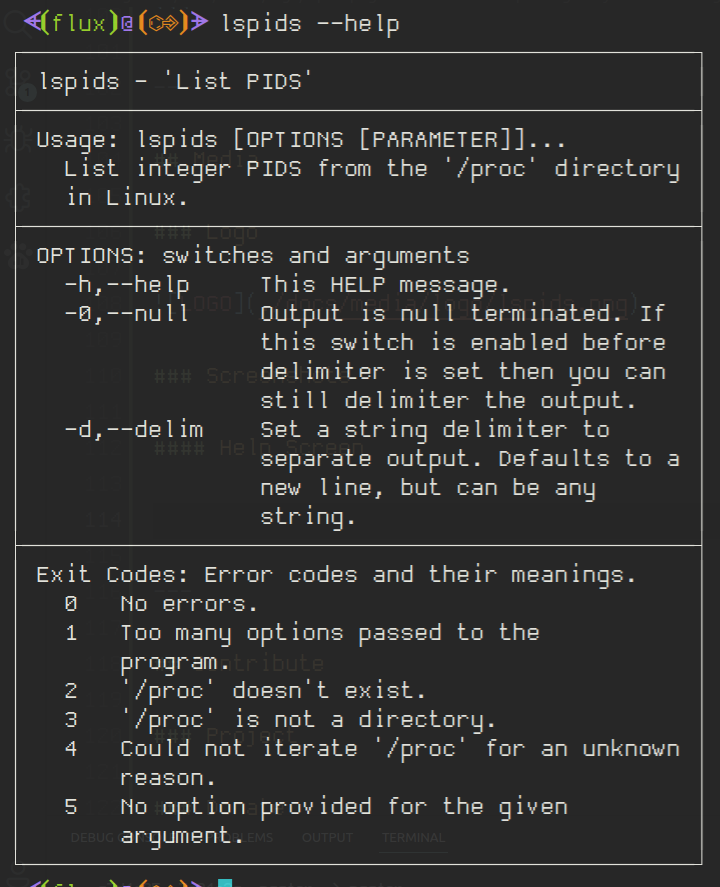 (flux)@(⌬⇒) lspids --help
lspids - 'List PIDS'
Usage: lspids [OPTIONS [PARAMETER]]...
List integer PIDS from the '/proc' directory
in Linux.
OPTIONS: switches and arguments
-h,--help This HELP message.
-0,--null Output is null terminated. If
this switch is enabled before
delimiter is set then you can
still delimiter the output.
-d,--delim Set a string delimiter to
separate output. Defaults to a
new line, but can be any
string.
Exit Codes: Error codes and their meanings.
0 No errors.
1 Too many options passed to the
program.
2 '/proc' doesn't exist.
3 '/proc' is not a directory.
4 Could not iterate '/proc' for an unknown
reason.
5 No option provided for the given
argument.
OUTPUT TERMINAL